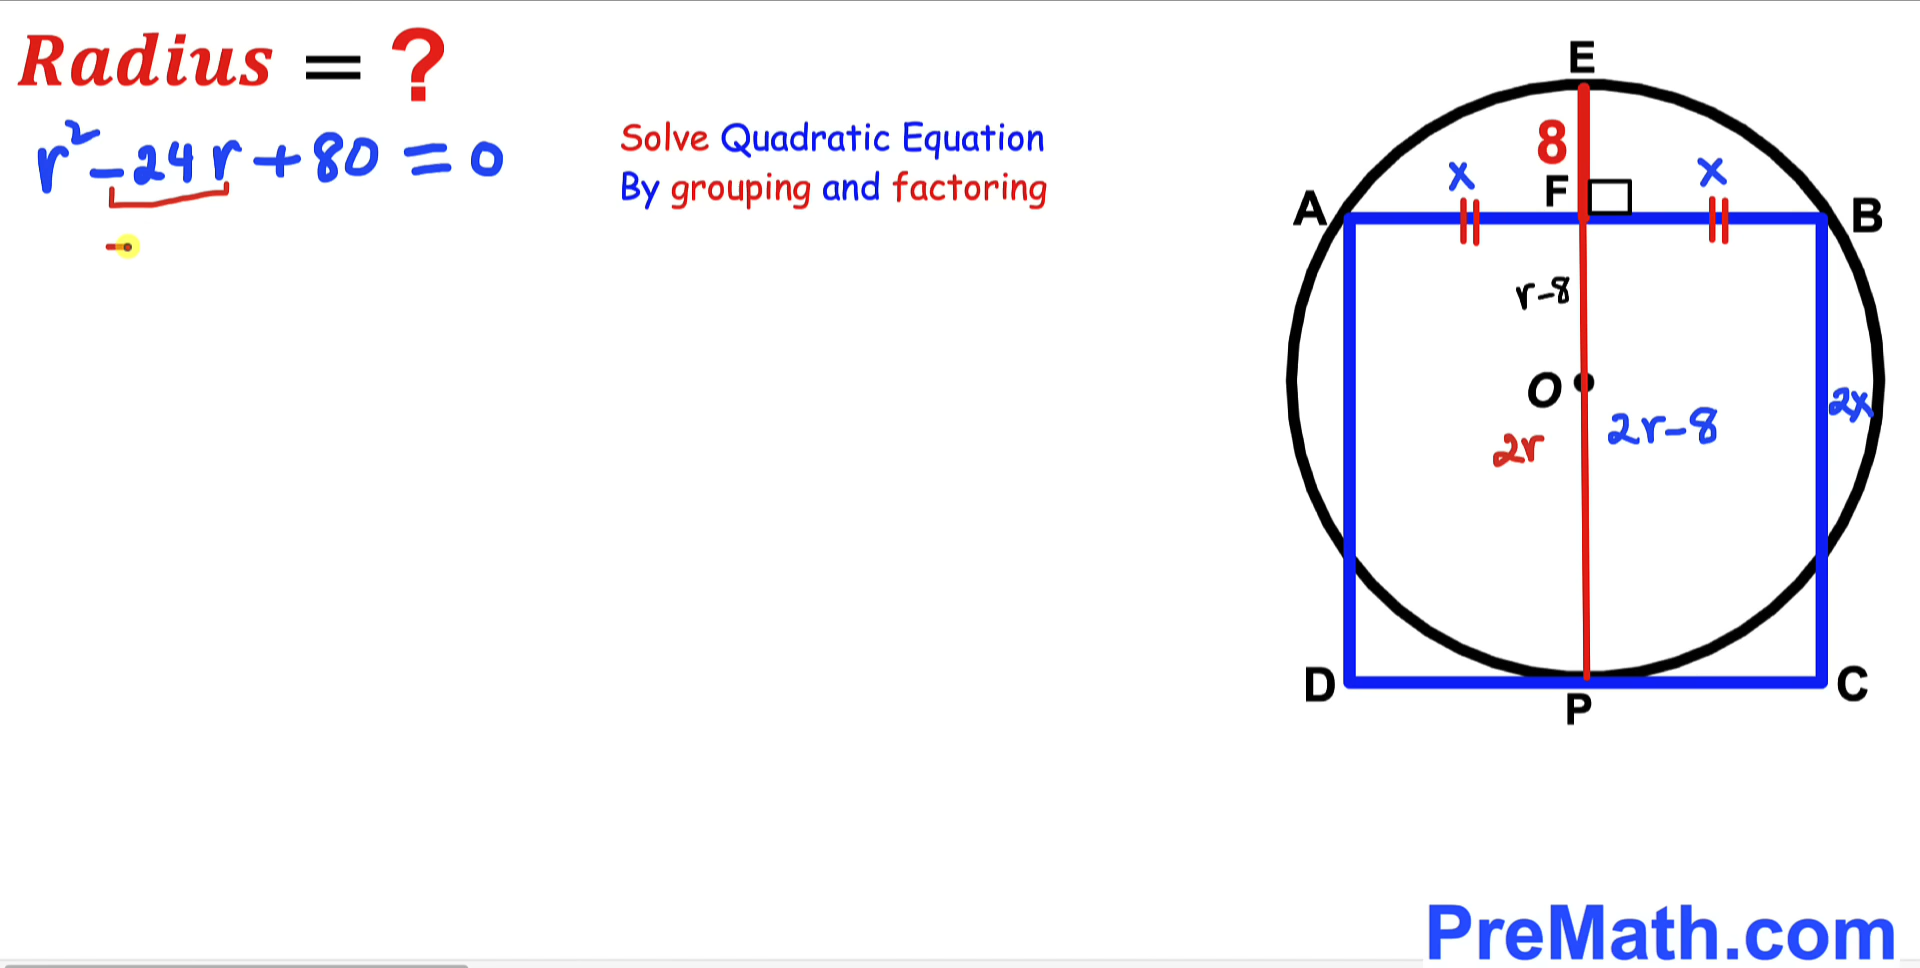 Radius = ?
r² - 24r + 80 = 0
Solve Quadratic Equation
By grouping and factoring
E
8
x
x
F
A
B
r-8
O
2x
2r-8
2r
D
C
P
PreMath.com